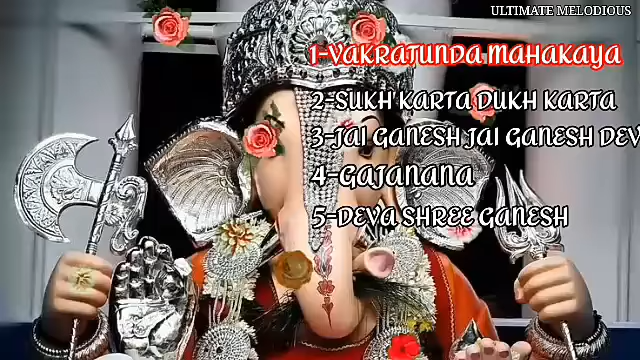 ULTIMATE MELODIOUS
1-VAKRATUNDA MAHAKAYA
2-SUKH KARTA DUKH KARTA
3-JAI GANESH JAI GANESH DEV
4-GAJANANA
5-DEVA SHREE GANESH